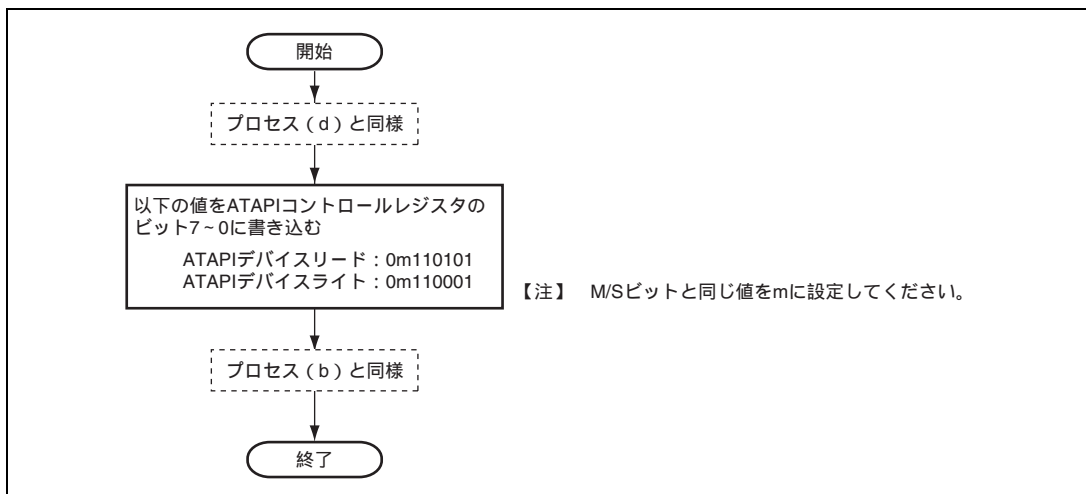 開始
プロセス(d)と同様
以下の値をATAPIコントロールレジスタの
ビット7~0に書き込む
ATAPIデバイスリード:0m110101
ATAPIデバイスライト:0m110001
【注】 M/Sビットと同じ値をmに設定してください。
プロセス(b)と同様
終了